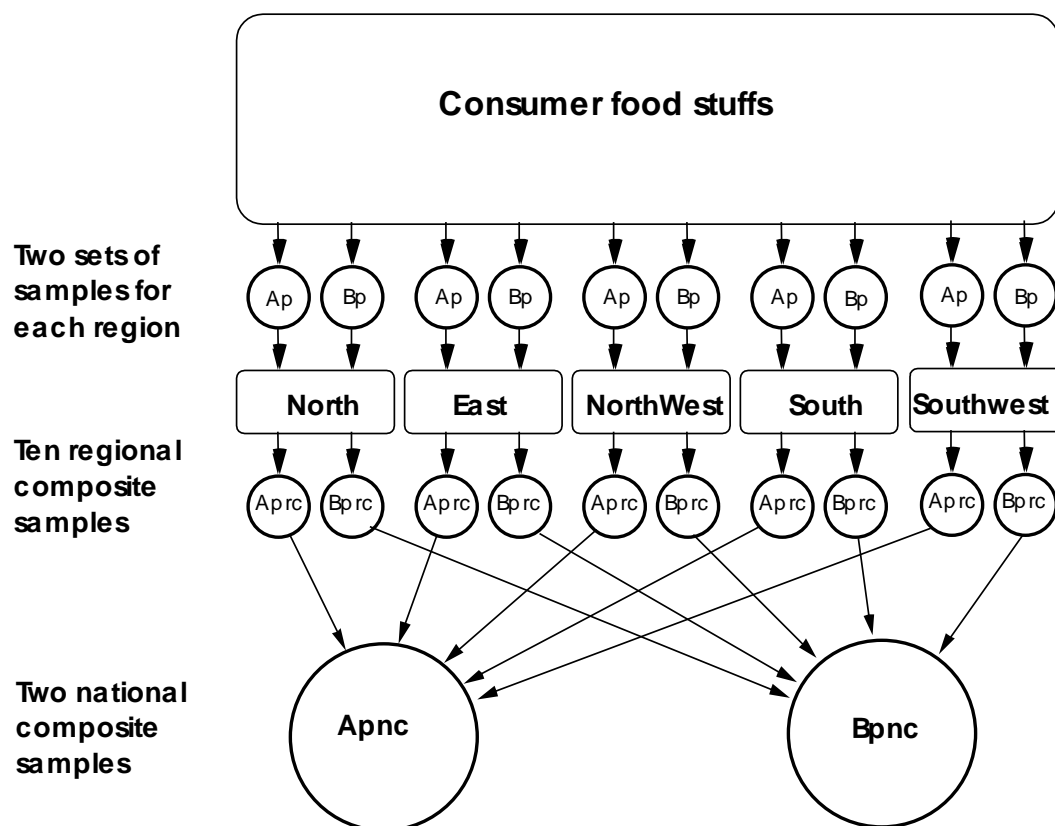 Consumer food stuffs
Two sets of
samples for
each region
Ap Bp Ap Bp Ap Bp Ap Bp Ap Bp
North East NorthWest South Southwest
Ten regional
composite
samples
Aprc Bprc Aprc Bprc Aprc Bprc Aprc Bprc Aprc Bprc
Two national
composite
samples
Apnc Bpnc